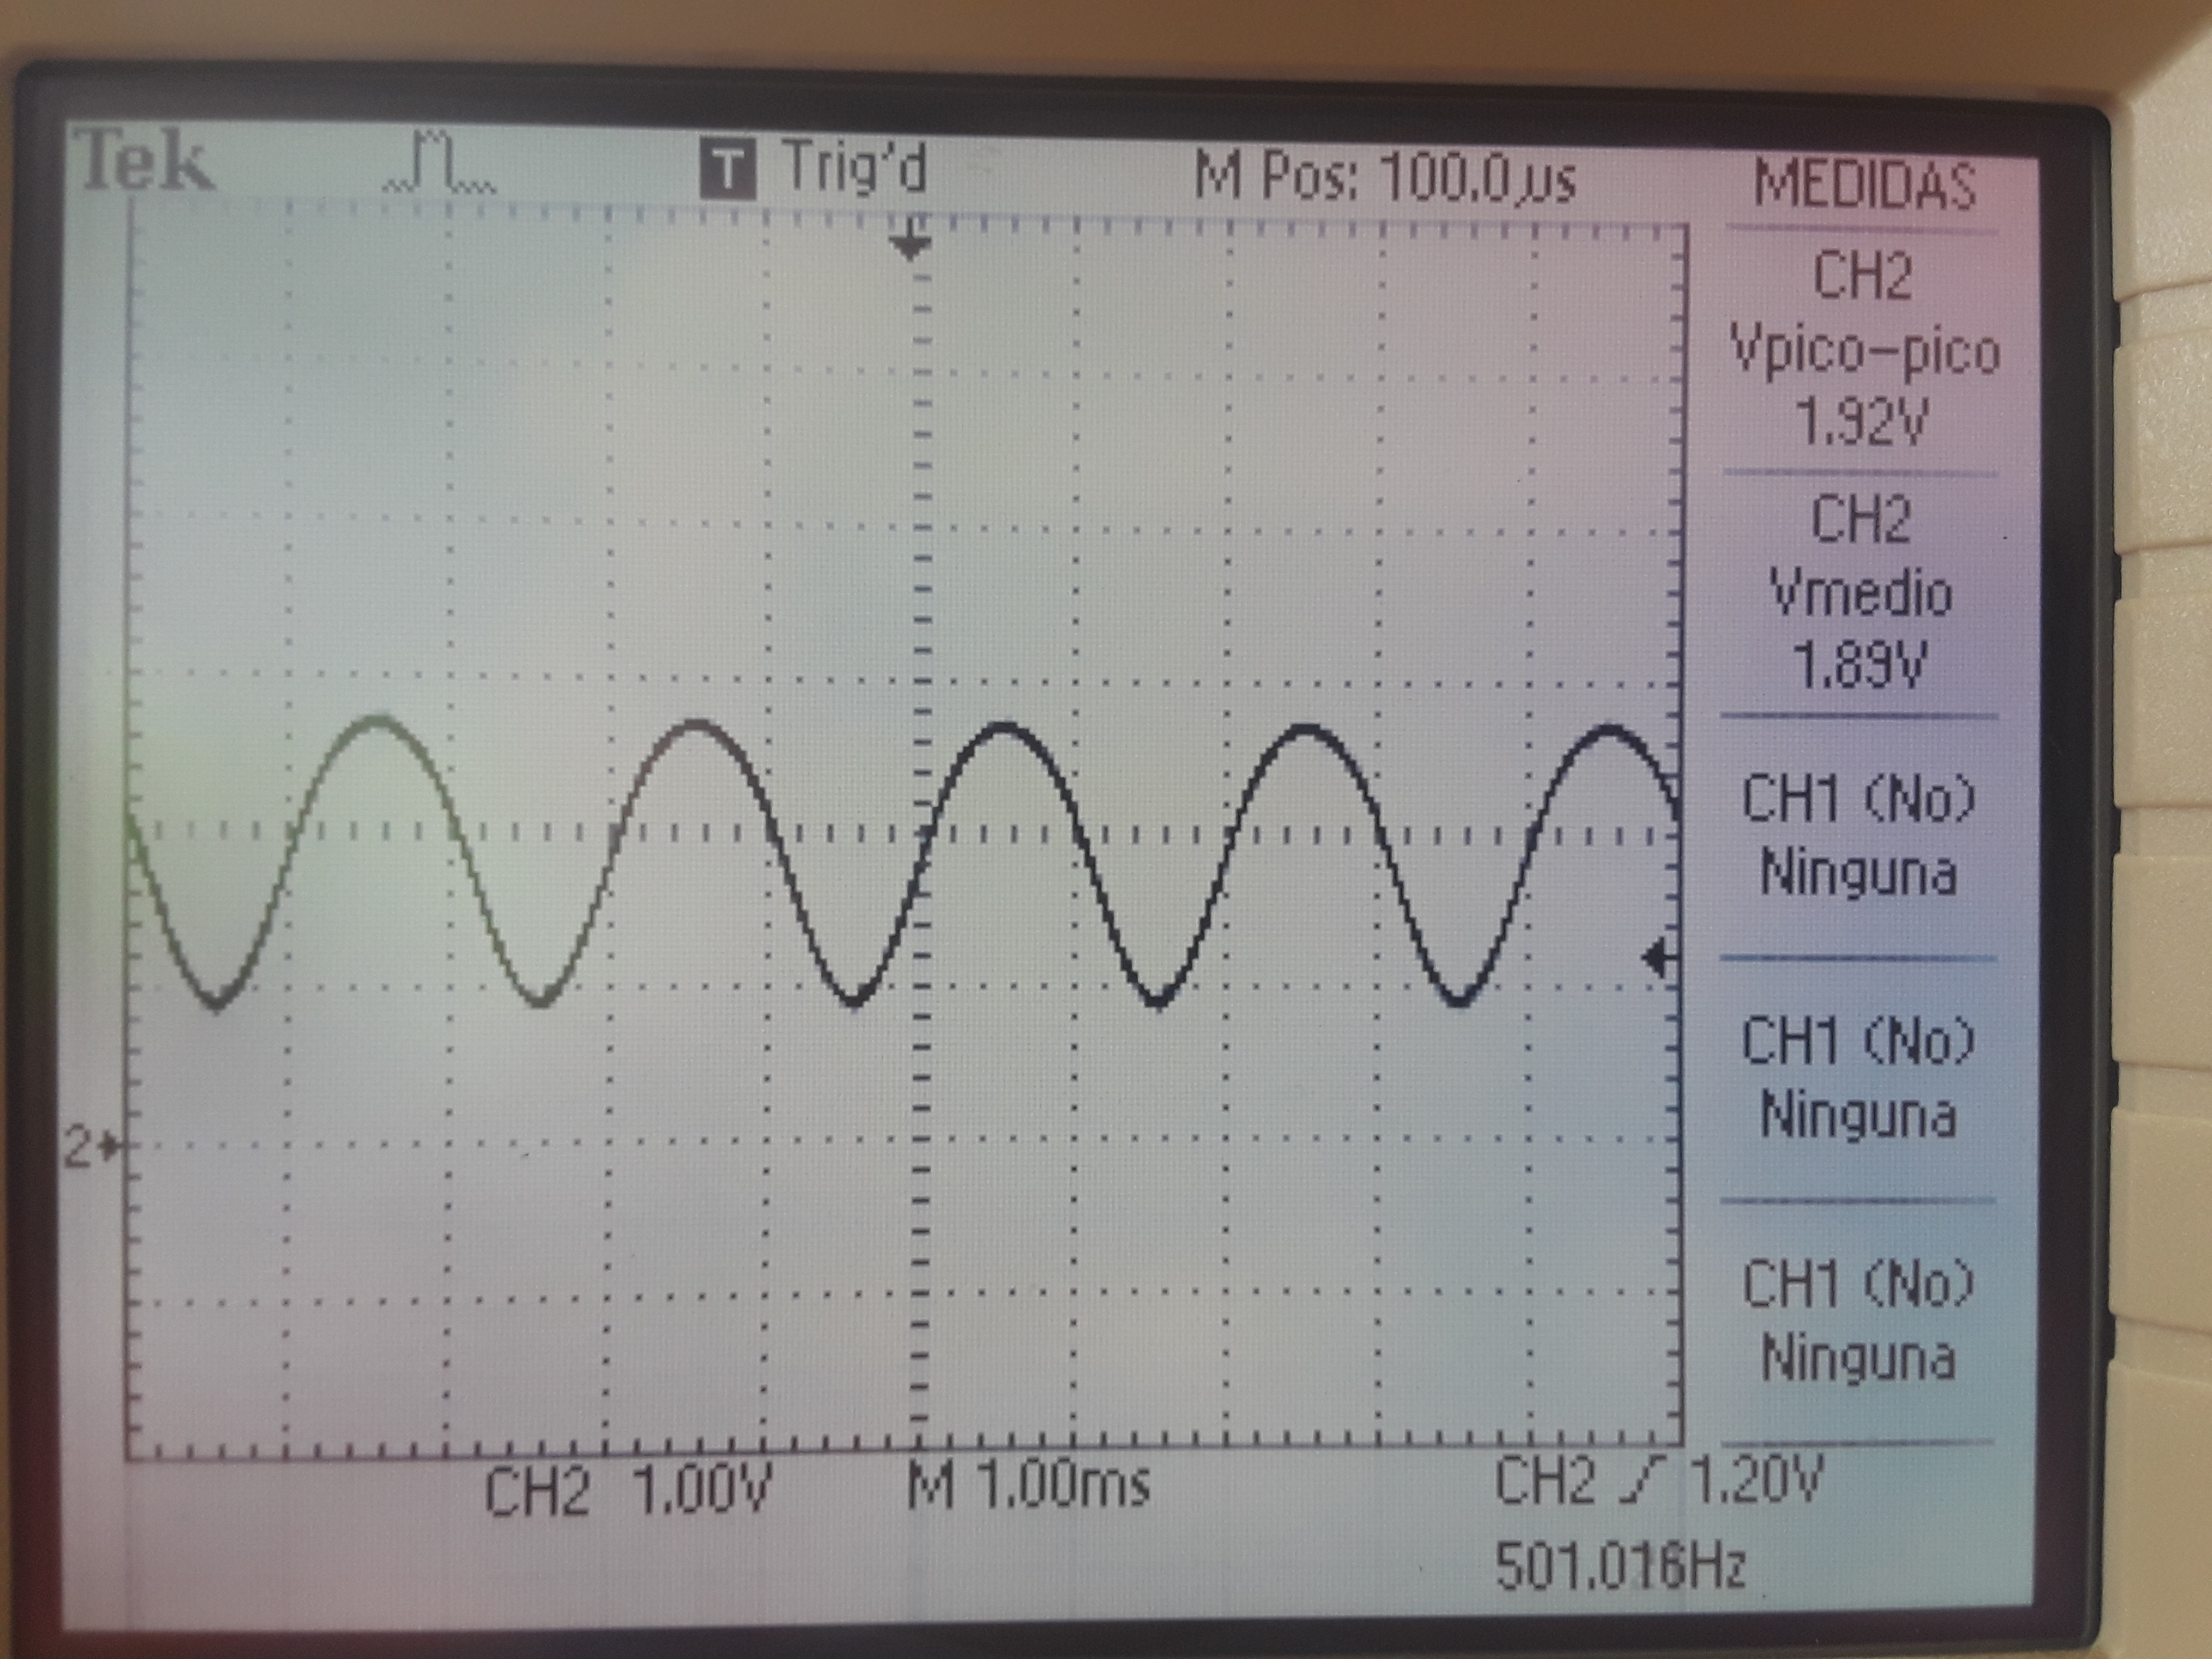 Tek T Trig'd M Pos: 100.0µs MEDIDAS
CH2
Vpico-pico
1.92V
CH2
Vmedio
1.89V
CH1 (No)
Ninguna
CH1 (No)
Ninguna
CH1 (No)
Ninguna
2
CH2 1.00V M 1.00ms CH2 1.20V
501.016Hz